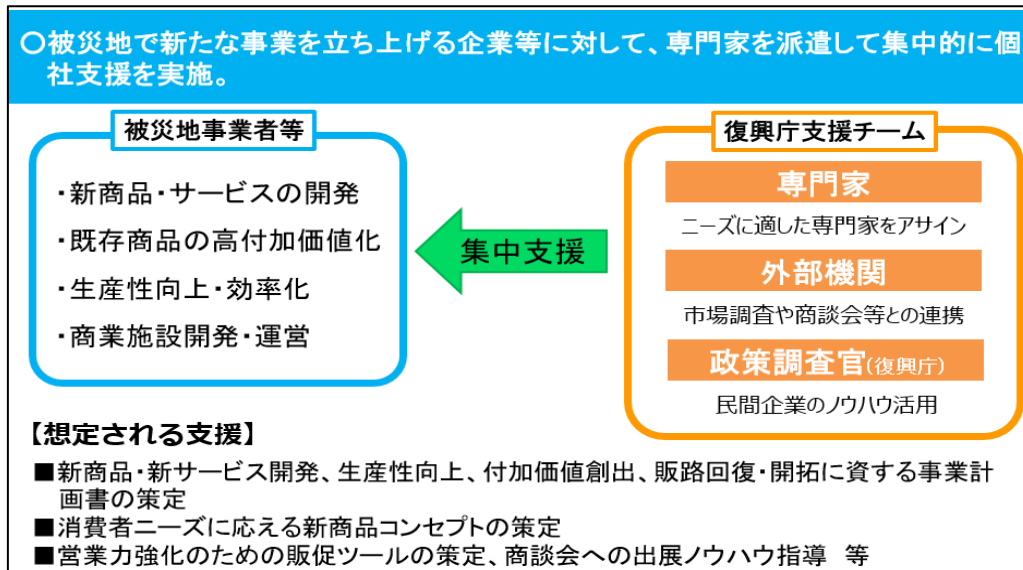 〇被災地で新たな事業を立ち上げる企業等に対して、専門家を派遣して集中的に個
社支援を実施。
被災地事業者等
・新商品・サービスの開発
・既存商品の高付加価値化
・生産性向上・効率化
・商業施設開発・運営
集中支援
復興庁支援チーム
専門家
ニーズに適した専門家をアサイン
外部機関
市場調査や商談会等との連携
政策調査官(復興庁)
民間企業のノウハウ活用
【想定される支援】
■新商品・新サービス開発、生産性向上、付加価値創出、販路回復・開拓に資する事業計
画書の策定
■消費者ニーズに応える新商品コンセプトの策定
■営業力強化のための販促ツールの策定、商談会への出展ノウハウ指導　等